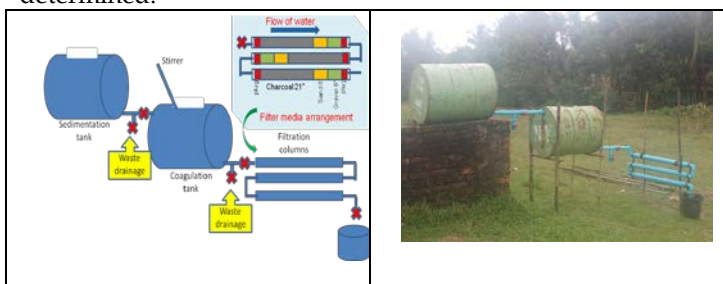 determined.
Flow of water
Stirrer
Charcoal 21"
Filter media arrangement
Sedimentation
tank
Filtration
columns
Waste
drainage
Coagulation
tank
Waste
drainage